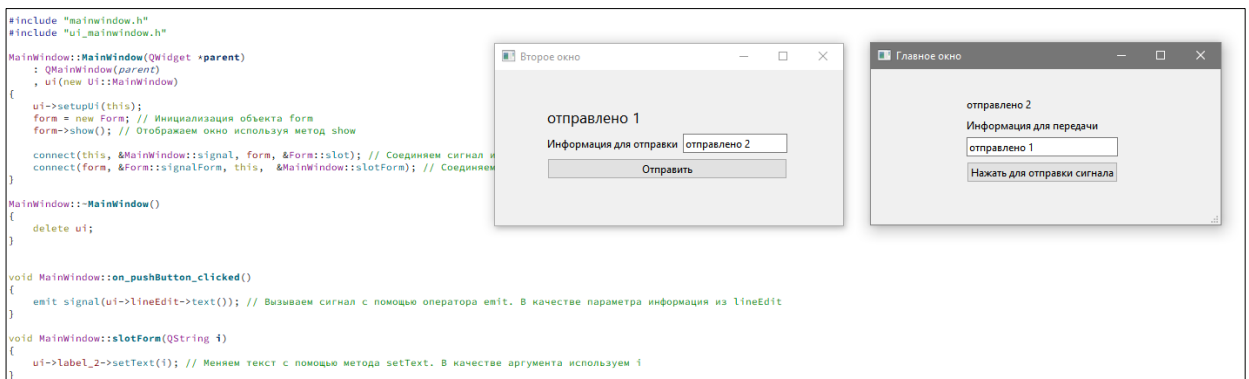 #include "mainwindow.h"
#include "ui_mainwindow.h"
MainWindow::MainWindow(QWidget *parent)
: QMainWindow(parent)
, ui(new Ui::MainWindow)
{
ui->setupUi(this);
form = new Form; // Инициализация объекта form
form->show(); // Отображаем окно используя метод show
connect(this, &MainWindow::signal, form, &Form::slot); // Соединяем сигнал и
connect(form, &Form::signalForm, this, &MainWindow::slotForm); // Соединяем
}
MainWindow::~MainWindow()
{
delete ui;
}
void MainWindow::on_pushButton_clicked()
{
emit signal(ui->lineEdit->text()); // Вызываем сигнал с помощью оператора emit. В качестве параметра информация из lineEdit
}
void MainWindow::slotForm(QString i)
{
ui->label_2->setText(i); // Меняем текст с помощью метода setText. В качестве аргумента используем i
}
Второе окно
отправлено 1
Информация для отправки отправлено 2
Отправить
Главное окно
отправлено 2
Информация для передачи
отправлено 1
Нажать для отправки сигнала